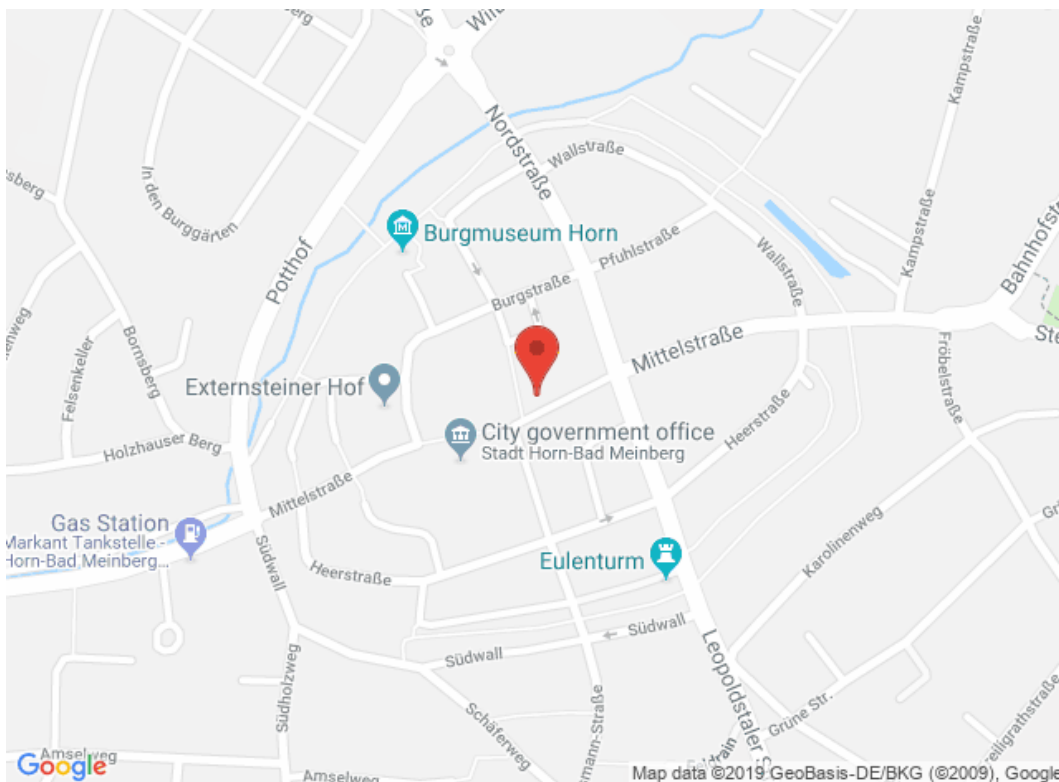 Nordstraße
Wallstraße
Kampstraße
In den Burggärten
Potthof
Burgmuseum Horn
Pfuhlstraße
Wallstraße
Kampstraße
Burgstraße
Mittelstraße
Bornsberg
Felsenkeller
Externsteiner Hof
Fröbelstraße
City government office
Stadt Horn-Bad Meinberg
Heerstraße
Holzhauser Berg
Mittelstraße
Gas Station
Markant Tankstelle -
Horn-Bad Meinberg...
Karolinenweg
Südwall
Heerstraße
Eulenturm
Südwall
Südwall
Leopoldstaler
Südholzweg
Schäferweg
Grüne Str.
Amselweg
Amselweg
Google
Map data ©2019 GeoBasis-DE/BKG (©2009), Google